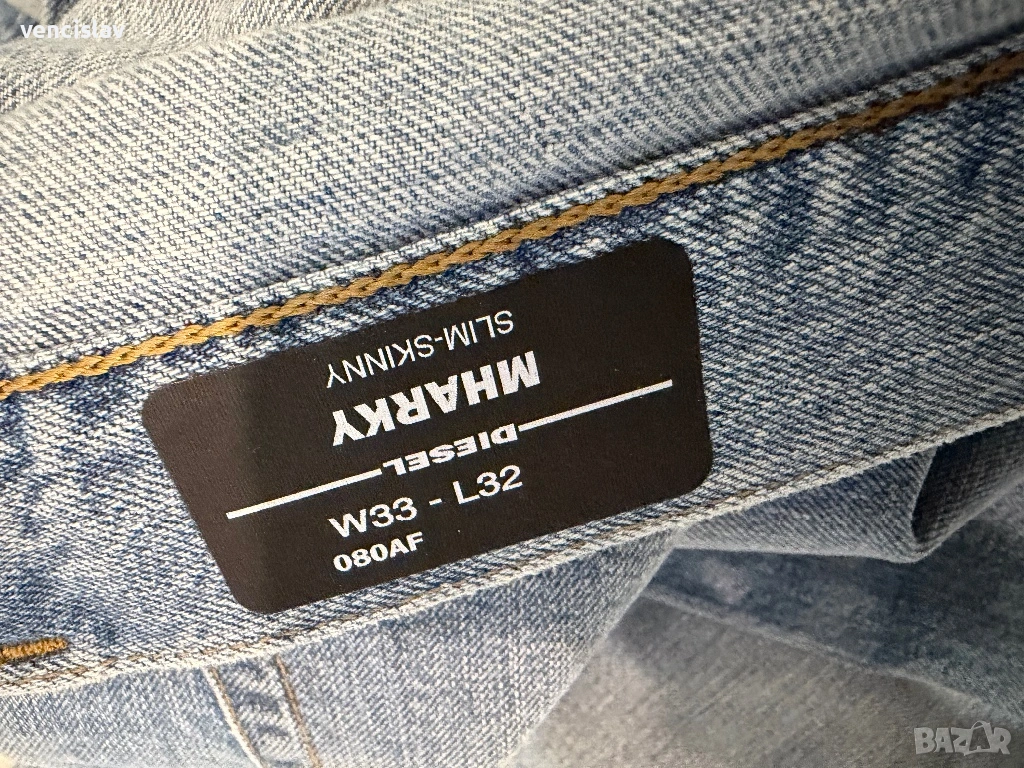 vencislav
SLIM-SKINNY
MHARKY
DIESEL
W33 - L32
080AF
BAZAR